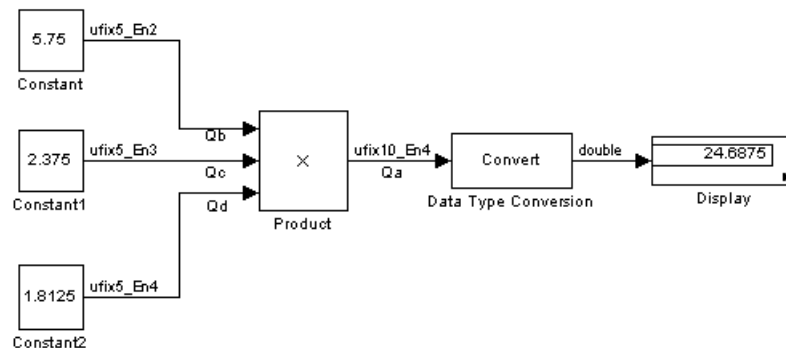 5.75
ufix5_En2
Constant
Qb
2.375
ufix5_En3
Qc
Constant1
×
Qd
Product
ufix10_En4
Qa
Convert
Data Type Conversion
double
24.6875
Display
1.8125
ufix5_En4
Constant2